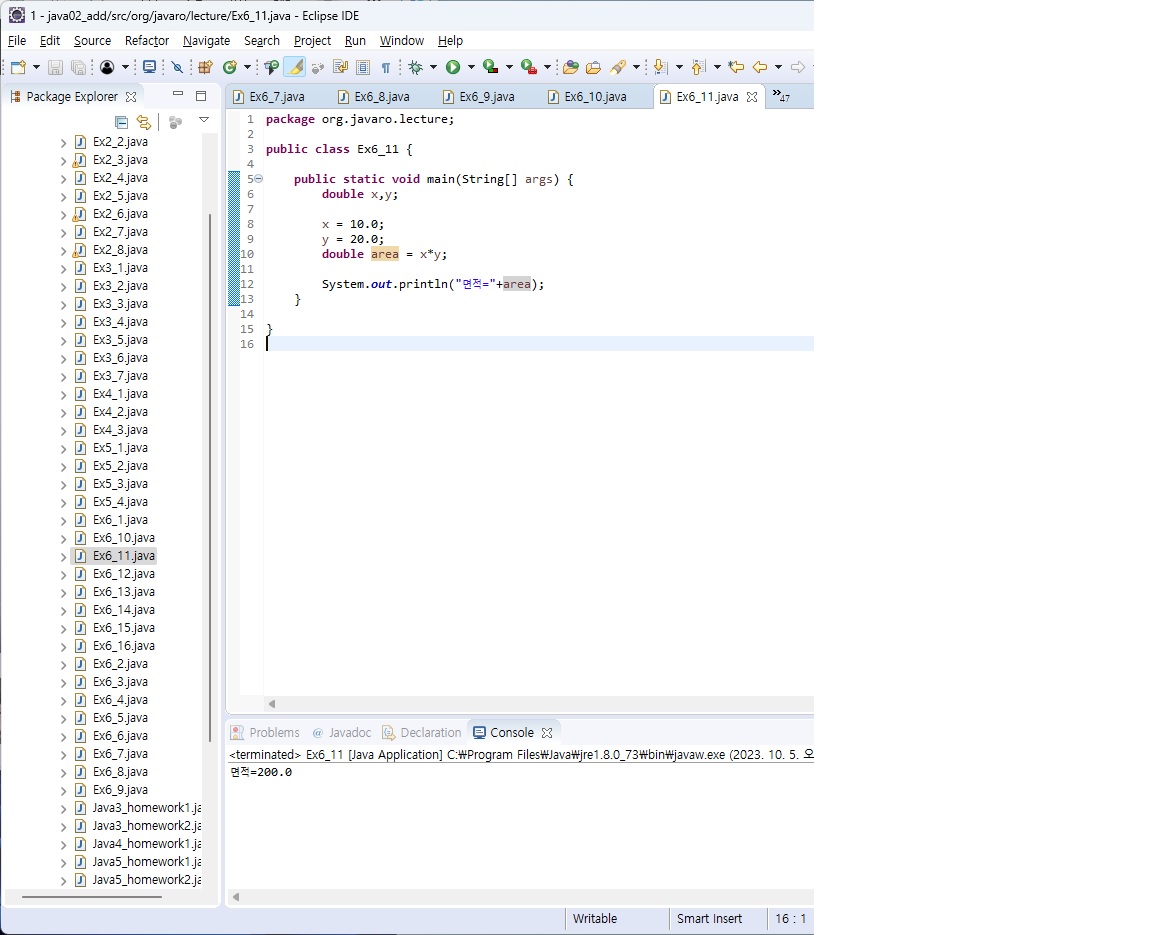 1 - java02_add/src/org/javaro/lecture/Ex6_11.java - Eclipse IDE
File Edit Source Refactor Navigate Search Project Run Window Help
Package Explorer
Ex2_2.java
Ex2_3.java
Ex2_4.java
Ex2_5.java
Ex2_6.java
Ex2_7.java
Ex2_8.java
Ex3_1.java
Ex3_2.java
Ex3_3.java
Ex3_4.java
Ex3_5.java
Ex3_6.java
Ex3_7.java
Ex4_1.java
Ex4_2.java
Ex4_3.java
Ex5_1.java
Ex5_2.java
Ex5_3.java
Ex5_4.java
Ex6_1.java
Ex6_10.java
Ex6_11.java
Ex6_12.java
Ex6_13.java
Ex6_14.java
Ex6_15.java
Ex6_16.java
Ex6_2.java
Ex6_3.java
Ex6_4.java
Ex6_5.java
Ex6_6.java
Ex6_7.java
Ex6_8.java
Ex6_9.java
Java3_homework1.ja
Java3_homework2.ja
Java4_homework1.ja
Java5_homework1.ja
Java5_homework2.ja
Ex6_7.java Ex6_8.java Ex6_9.java Ex6_10.java Ex6_11.java »47
1 package org.javaro.lecture;
2
3 public class Ex6_11 {
4
5 public static void main(String[] args) {
6 double x,y;
7
8 x = 10.0;
9 y = 20.0;
10 double area = x*y;
11
12 System.out.println("면적="+area);
13 }
14
15 }
16
Problems @ Javadoc Declaration Console
<terminated> Ex6_11 [Java Application] C:₩Program Files₩Java₩jre1.8.0_73₩bin₩javaw.exe (2023. 10. 5. 오
면적=200.0
Writable Smart Insert 16 : 1